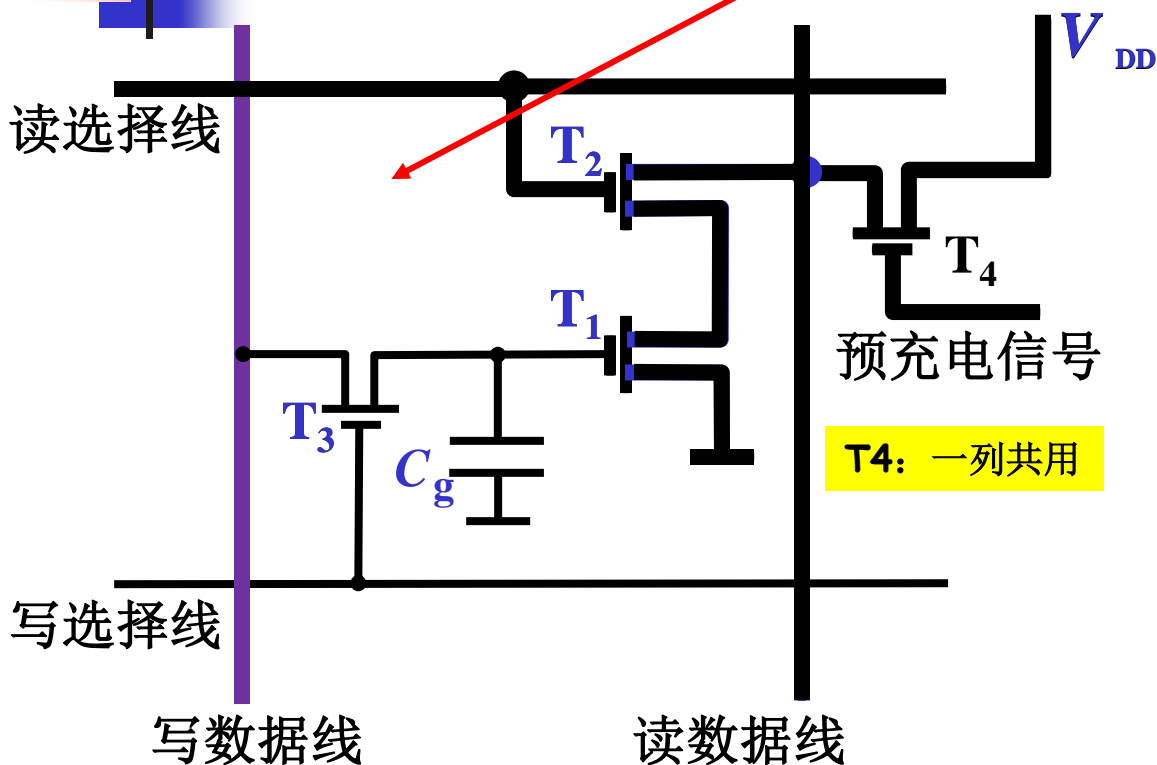 V DD
读选择线
T2
T4
T1
预充电信号
T3
Cg
T4：一列共用
写选择线
写数据线
读数据线